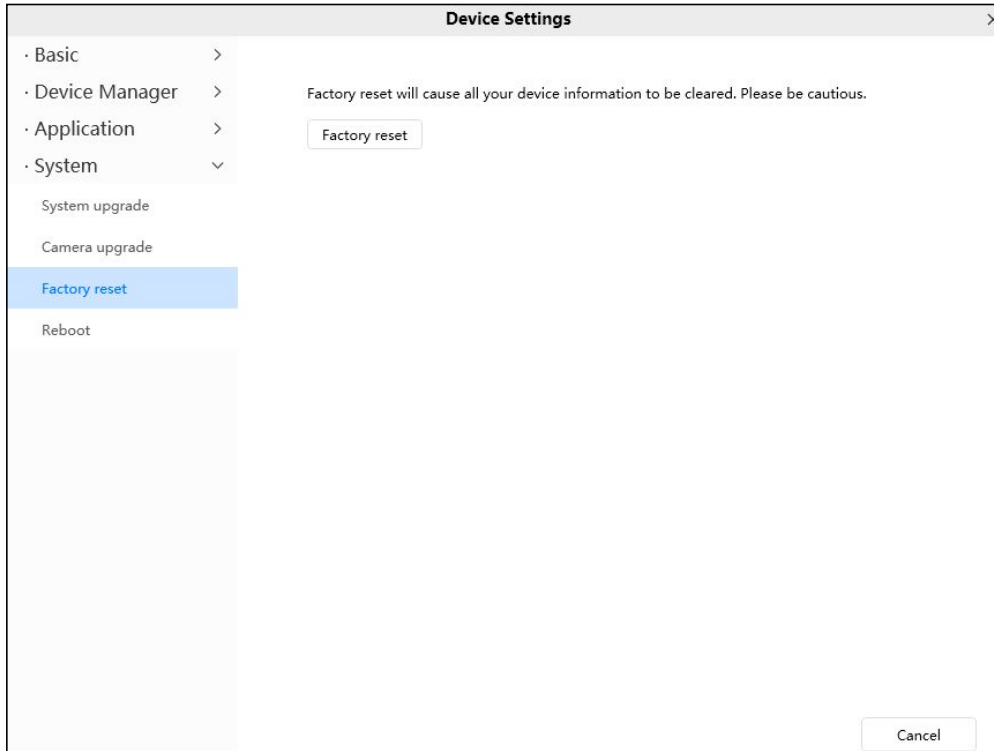 Device Settings
· Basic
· Device Manager
· Application
· System
System upgrade
Camera upgrade
Factory reset
Reboot
Factory reset will cause all your device information to be cleared. Please be cautious.
Factory reset
Cancel